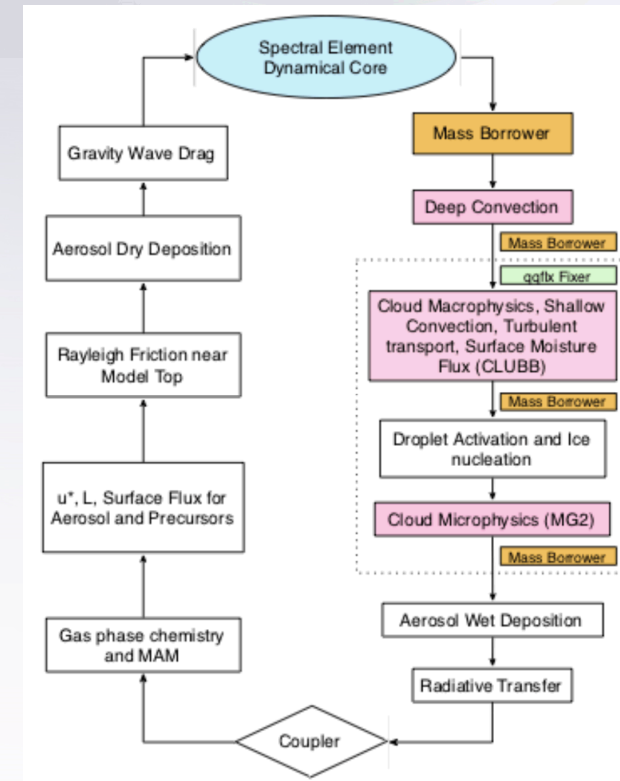 Spectral Element
Dynamical Core
Mass Borrower
Deep Convection
Mass Borrower
qqflx Fixer
Cloud Macrophysics, Shallow
Convection, Turbulent
transport, Surface Moisture
Flux (CLUBB)
Mass Borrower
Droplet Activation and Ice
nucleation
Cloud Microphysics (MG2)
Mass Borrower
Aerosol Wet Deposition
Radiative Transfer
Coupler
Gas phase chemistry
and MAM
u*, L, Surface Flux for
Aerosol and Precursors
Rayleigh Friction near
Model Top
Aerosol Dry Deposition
Gravity Wave Drag